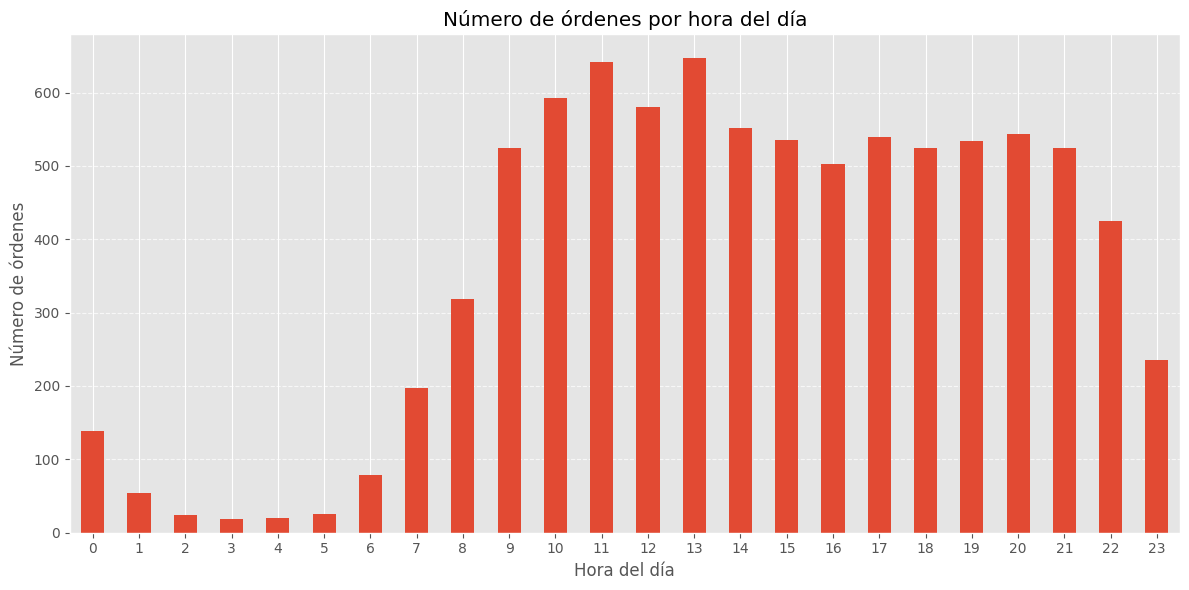 Número de órdenes por hora del día
Número de órdenes
600
500
400
300
200
100
0
0 1 2 3 4 5 6 7 8 9 10 11 12 13 14 15 16 17 18 19 20 21 22 23
Hora del día